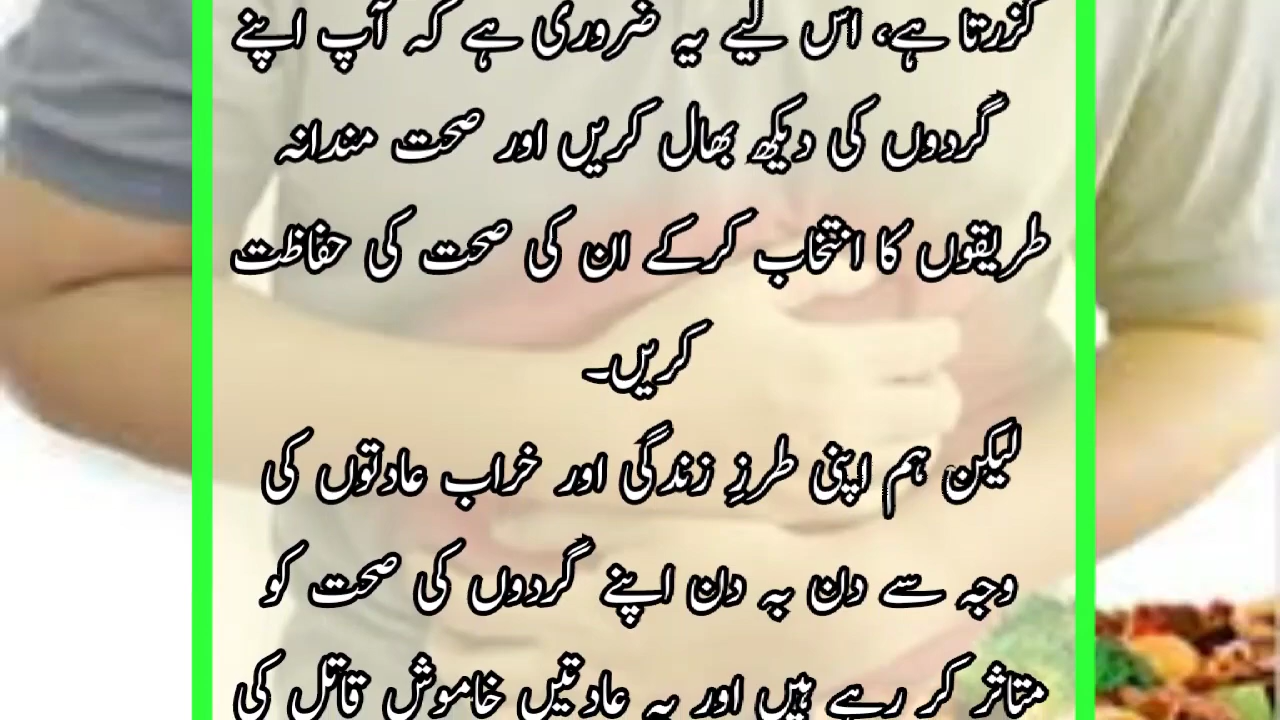 گزرتا ہے، اس لیے یہ ضروری ہے کہ آپ اپنے
گردوں کی دیکھ بھال کریں اور صحت مندانہ
طریقوں کا انتخاب کرکے ان کی صحت کی حفاظت
کریں۔
لیکن ہم اپنی طرزِ زندگی اور خراب عادتوں کی
وجہ سے دن بہ دن اپنے گردوں کی صحت کو
متاثر کر رہے ہیں اور یہ عادتیں خاموش قاتل کی